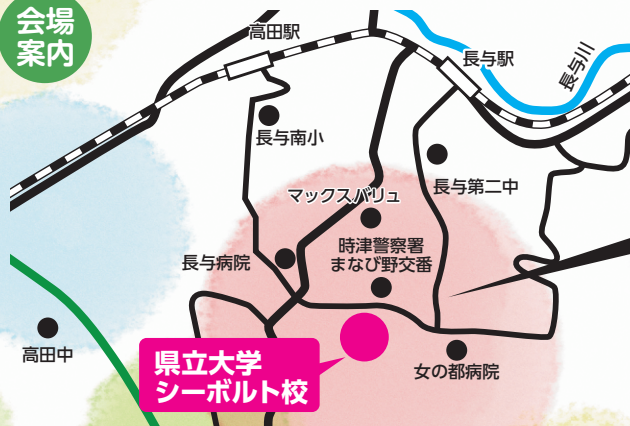 会場
案内
高田駅
長与駅
長与川
長与南小
長与第二中
マックスバリュ
時津警察署
まなび野交番
長与病院
高田中
県立大学
シーボルト校
女の都病院